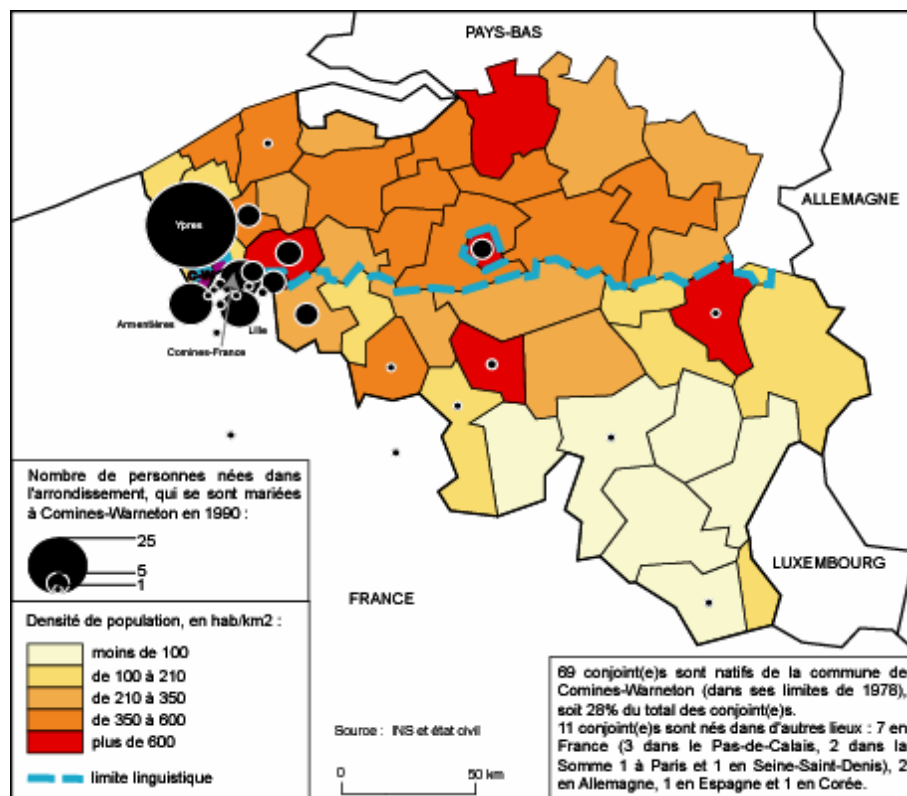 PAYS-BAS
ALLEMAGNE
Ypres
Armentières
Lille
Comines-France
LUXEMBOURG
FRANCE
Nombre de personnes nées dans
l'arrondissement, qui se sont mariées
à Comines-Warneton en 1990 :
25
5
1
Densité de population, en hab/km2 :
moins de 100
de 100 à 210
de 210 à 350
de 350 à 600
plus de 600
limite linguistique
Source : INS et état civil
0 50 km
69 conjoint(e)s sont natifs de la commune de
Comines-Warneton (dans ses limites de 1978),
soit 28% du total des conjoint(e)s.
11 conjoint(e)s sont nés dans d'autres lieux : 7 en
France (3 dans le Pas-de-Calais, 2 dans la
Somme 1 à Paris et 1 en Seine-Saint-Denis), 2
en Allemagne, 1 en Espagne et 1 en Corée.